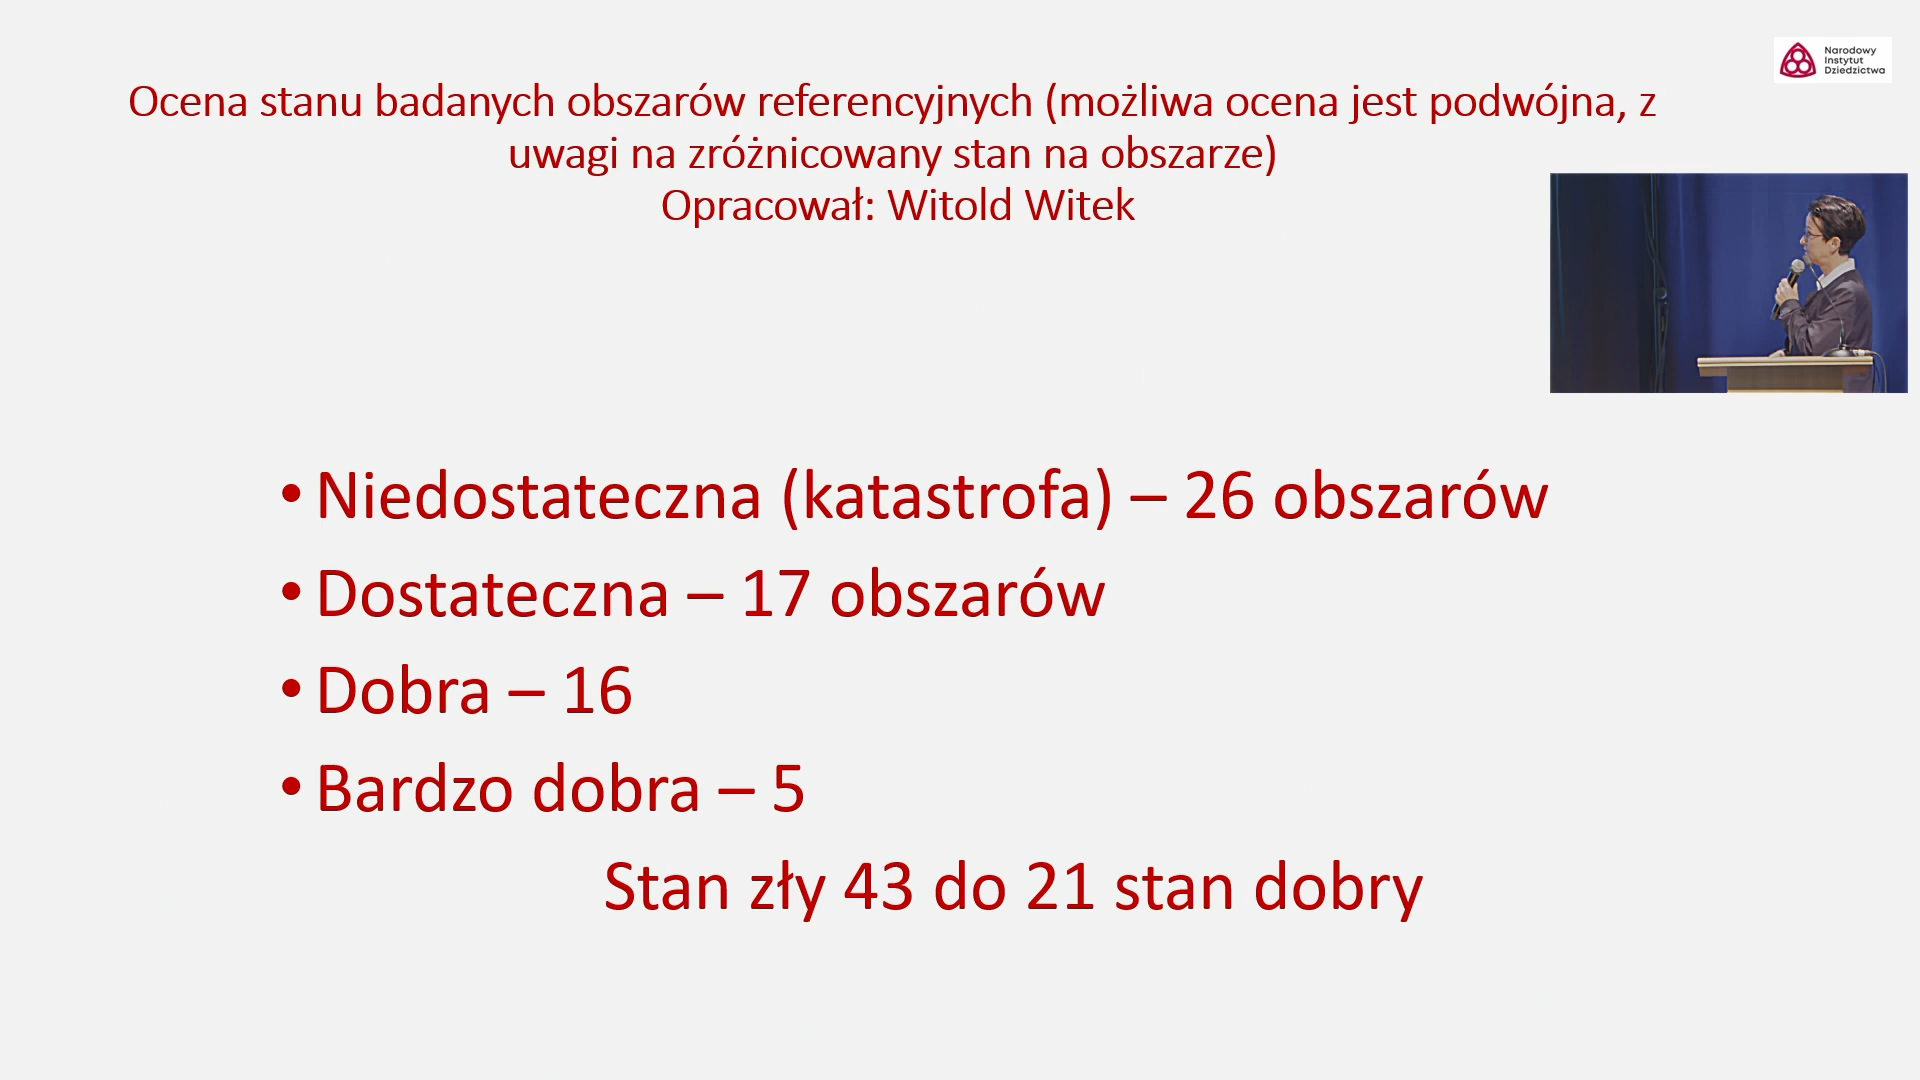 Narodowy
Instytut
Dziedzictwa
Ocena stanu badanych obszarów referencyjnych (możliwa ocena jest podwójna, z
uwagi na zróżnicowany stan na obszarze)
Opracował: Witold Witek
• Niedostateczna (katastrofa) – 26 obszarów
• Dostateczna – 17 obszarów
• Dobra – 16
• Bardzo dobra – 5
Stan zły 43 do 21 stan dobry